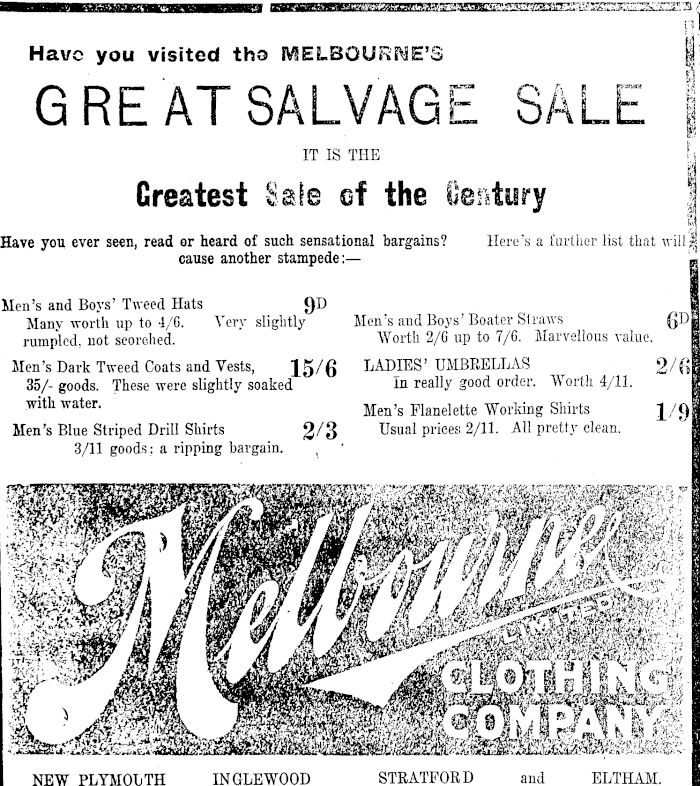 Have you visited the MELBOURNE'S
GREAT SALVAGE SALE
IT IS THE
Greatest Sale of the Century
Have you ever seen, read or heard of such sensational bargains? Here's a further list that will
cause another stampede:—
Men's and Boys' Tweed Hats 9D
Many worth up to 4/6. Very slightly
rumpled, not scorched.
Men's Dark Tweed Coats and Vests, 15/6
35/- goods. These were slightly soaked
with water.
Men's Blue Striped Drill Shirts 2/3
3/11 goods; a ripping bargain.
Men's and Boys' Boater Straws 6D
Worth 2/6 up to 7/6. Marvellous value.
LADIES' UMBRELLAS 2/6
In really good order. Worth 4/11.
Men's Flanelette Working Shirts 1/9
Usual prices 2/11. All pretty clean.
Melbourne
LIMITED
CLOTHING
COMPANY
NEW PLYMOUTH INGLEWOOD STRATFORD and ELTHAM.